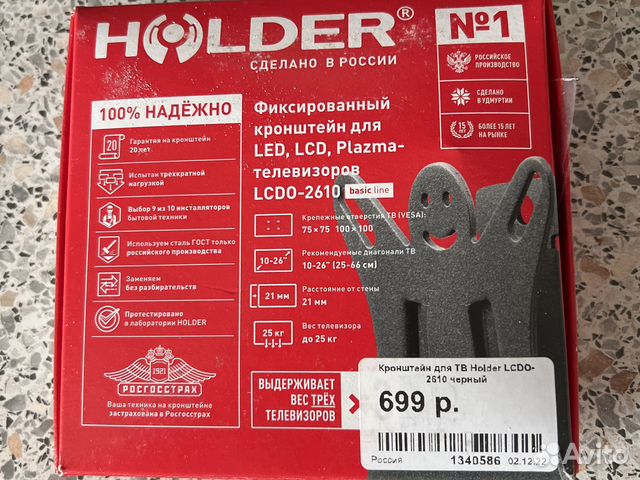 HOLDER®
СДЕЛАНО В РОССИИ
№1
РОССИЙСКОЕ
ПРОИЗВОДСТВО
СДЕЛАНО
В УДМУРТИИ
15 ЛЕТ
БОЛЕЕ 15 ЛЕТ
НА РЫНКЕ
100% НАДЁЖНО
20
Гарантия на кронштейн
20 лет
Испытан трехкратной
нагрузкой
Выбор 9 из 10 инсталляторов
бытовой техники
Используем сталь ГОСТ только
российского производства
Заменяем
без разбирательств
Протестировано
в лаборатории HOLDER
1921
РОСГОССТРАХ
Ваша техника на кронштейне
застрахована в Росгосстрах
Фиксированный
кронштейн для
LED, LCD, Plazma-
телевизоров
LCDO-2610 basic line
Крепежные отверстия ТВ (VESA):
75×75 100×100
10-26"
Рекомендуемые диагонали ТВ
10-26" (25-66 см)
21 мм
Расстояние от стены
21 мм
25 кг
Вес телевизора
до 25 кг
ВЫДЕРЖИВАЕТ
ВЕС ТРЁХ
ТЕЛЕВИЗОРОВ
Кронштейн для ТВ Holder LCDO-
2610 черный
699 р.
Россия
1340586 02.12.22
Avito